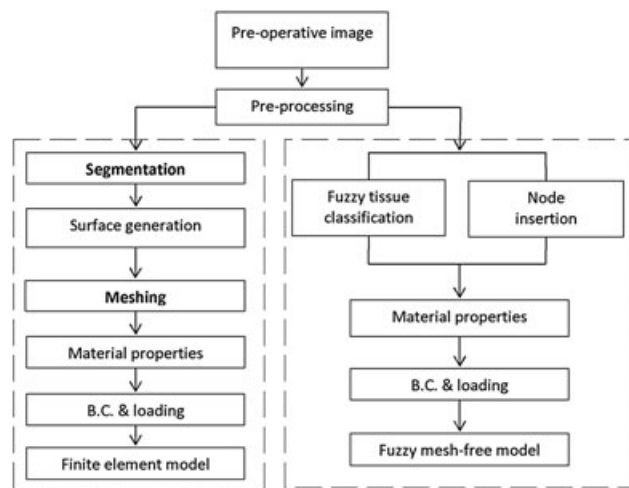 Pre-operative image
Pre-processing
Segmentation
Surface generation
Meshing
Material properties
B.C. & loading
Finite element model
Fuzzy tissue
classification
Node
insertion
Material properties
B.C. & loading
Fuzzy mesh-free model